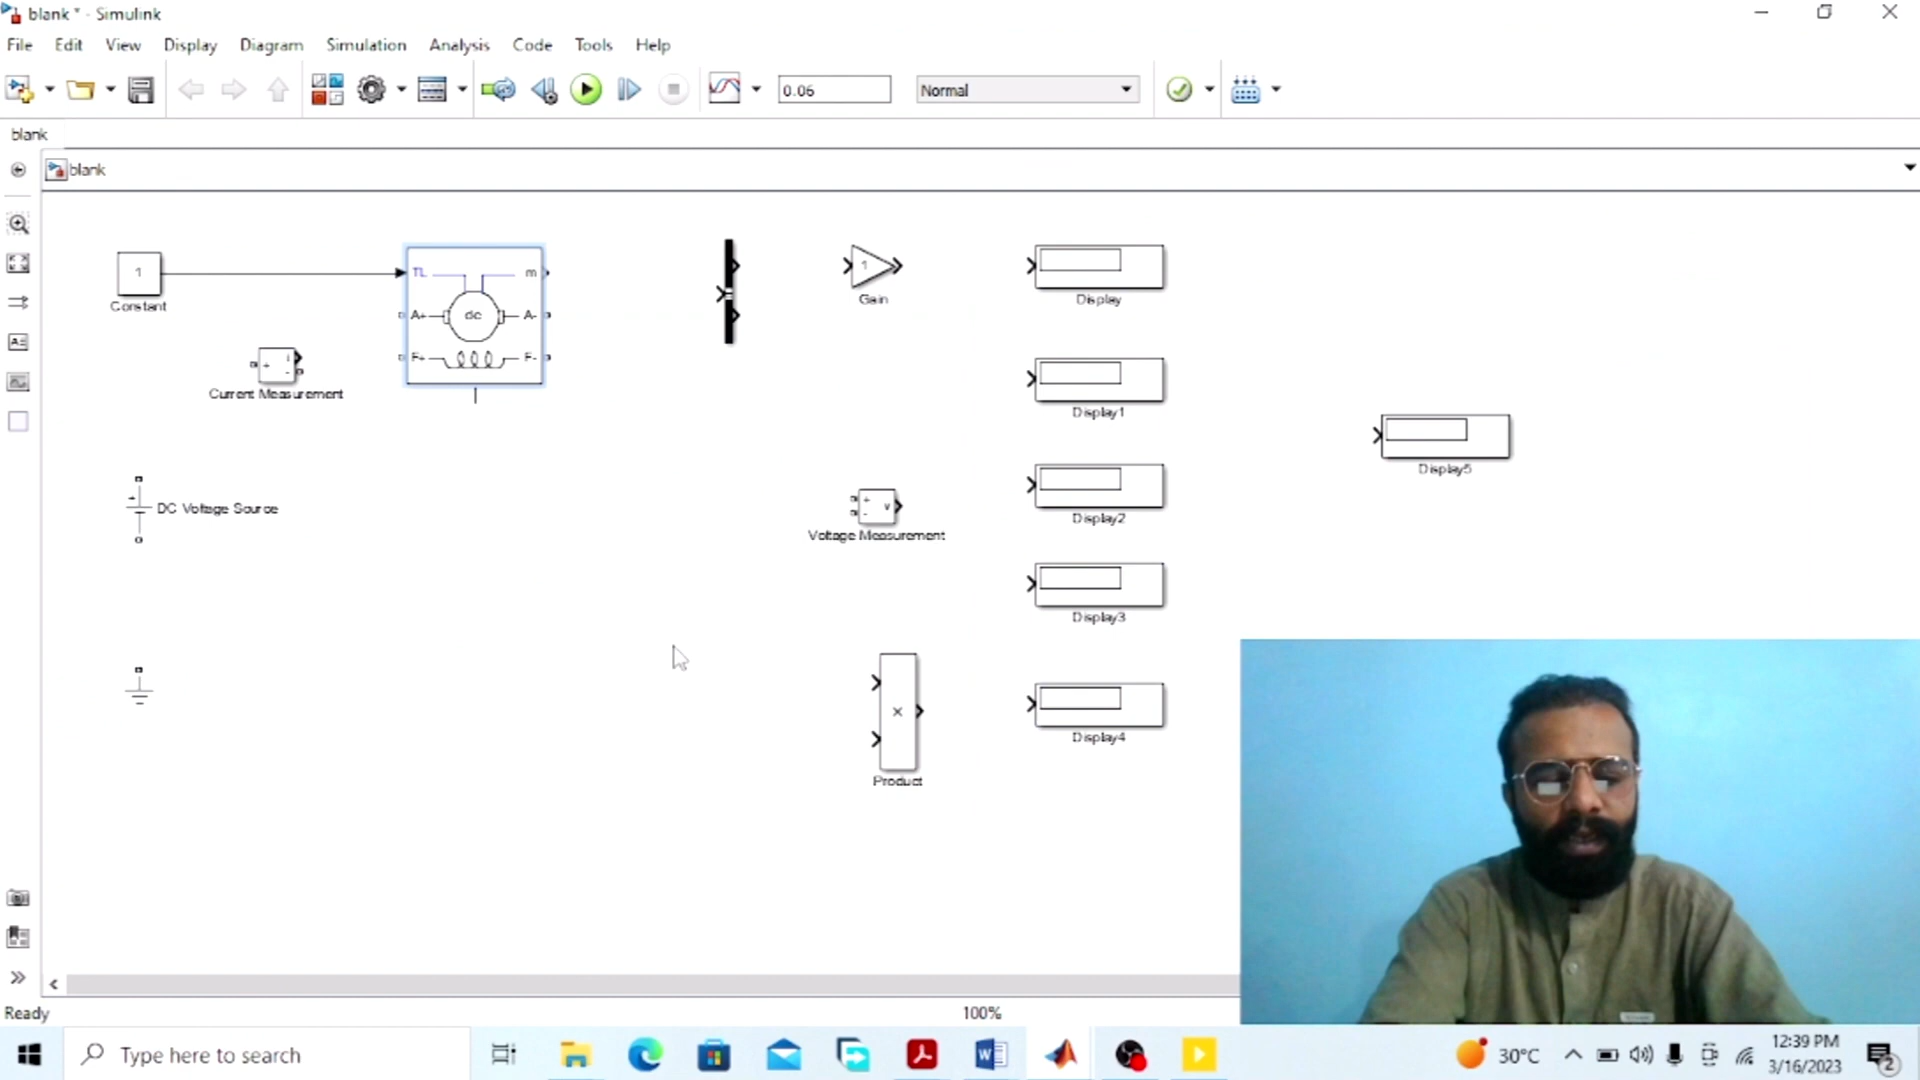 blank * - Simulink
File Edit View Display Diagram Simulation Analysis Code Tools Help
0.06 Normal
blank
blank
1
Constant
TL m
A+ dc A-
F+ F-
1
Gain
Display
i
+
-
Current Measurement
Display1
Display5
+
DC Voltage Source
+
v
-
Voltage Measurement
Display2
Display3
×
Product
Display4
Ready 100%
Type here to search
30°C
12:39 PM
3/16/2023
2